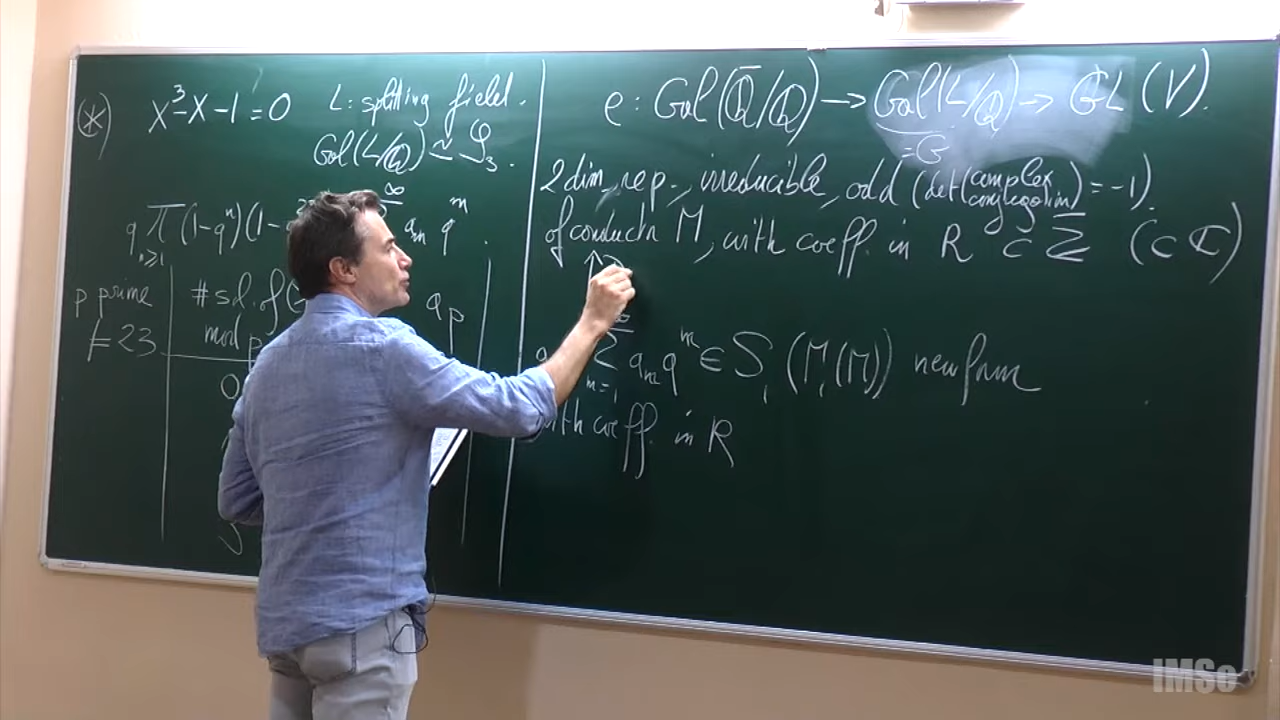 (*) X³-X-1=0 L: splitting field.
Gal(L/Q) ≃ S₃.
q ∏ (1-qⁿ)(1-q
n≥1
∞
aₙ qⁿ.
p prime
≠23
# sol. of (
mod p
aₚ
0
ρ: Gal(Q̄/Q) → Gal(L/Q) → GL(V).
=G
2 dim. rep., irreducible, odd (det(complex conjugation) = -1).
of conductor M, with coeff. in R ⊂ Z̄ (⊂ ℂ)
Σ aₙ qⁿ ∈ S₁(Γ₁(M)) newform
n=1
with coeff. in R
IMSc